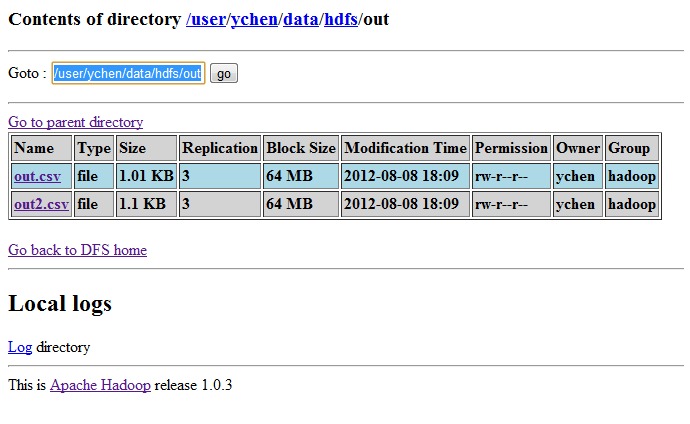 Contents of directory /user/ychen/data/hdfs/out
Goto : /user/ychen/data/hdfs/out go
Go to parent directory
Name Type Size Replication Block Size Modification Time Permission Owner Group
out.csv file 1.01 KB 3 64 MB 2012-08-08 18:09 rw-r--r-- ychen hadoop
out2.csv file 1.1 KB 3 64 MB 2012-08-08 18:09 rw-r--r-- ychen hadoop
Go back to DFS home
Local logs
Log directory
This is Apache Hadoop release 1.0.3